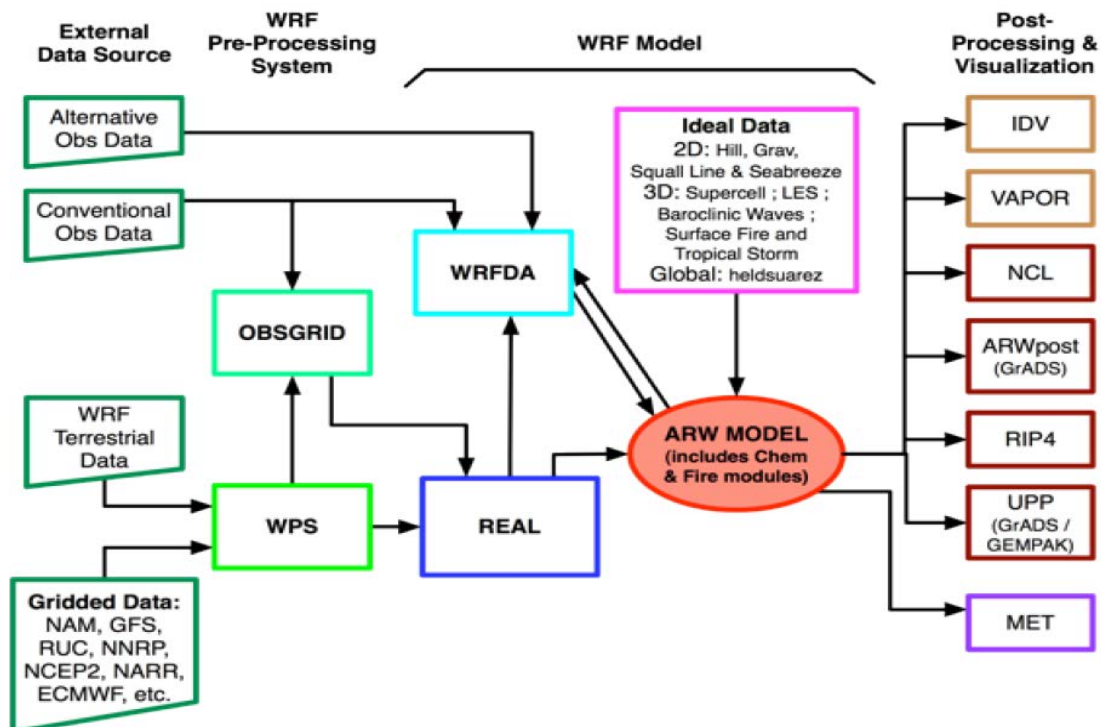 External
Data Source
WRF
Pre-Processing
System
WRF Model
Post-
Processing &
Visualization
Alternative
Obs Data
Conventional
Obs Data
WRF
Terrestrial
Data
Gridded Data:
NAM, GFS,
RUC, NNRP,
NCEP2, NARR,
ECMWF, etc.
OBSGRID
WPS
WRFDA
REAL
Ideal Data
2D: Hill, Grav,
Squall Line & Seabreeze
3D: Supercell ; LES ;
Baroclinic Waves ;
Surface Fire and
Tropical Storm
Global: heldsuarez
ARW MODEL
(includes Chem
& Fire modules)
IDV
VAPOR
NCL
ARWpost
(GrADS)
RIP4
UPP
(GrADS /
GEMPAK)
MET